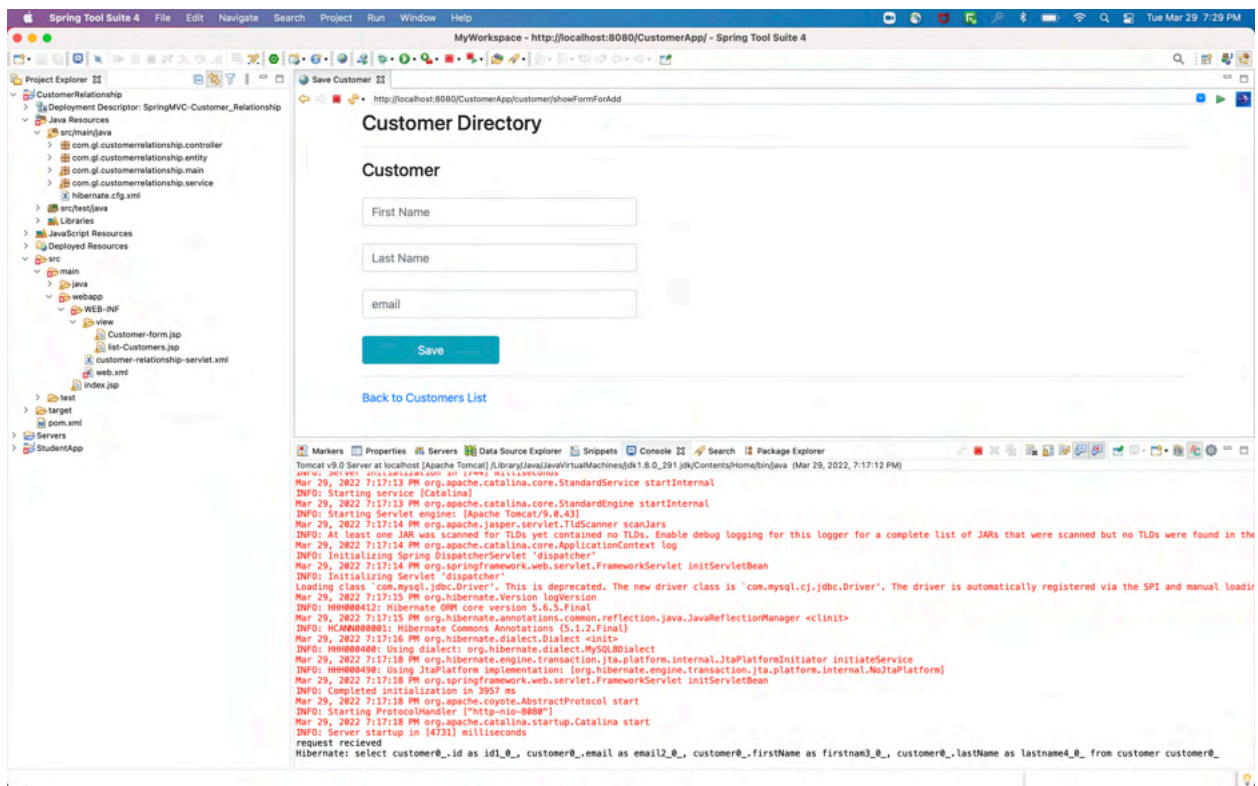 Spring Tool Suite 4 File Edit Navigate Search Project Run Window Help Tue Mar 29 7:29 PM
MyWorkspace - http://localhost:8080/CustomerApp/ - Spring Tool Suite 4
Project Explorer
CustomerRelationship
Deployment Descriptor: SpringMVC-Customer_Relationship
Java Resources
src/main/java
com.gl.customerrelationship.controller
com.gl.customerrelationship.entity
com.gl.customerrelationship.main
com.gl.customerrelationship.service
hibernate.cfg.xml
src/test/java
Libraries
JavaScript Resources
Deployed Resources
src
main
java
webapp
WEB-INF
view
Customer-form.jsp
list-Customers.jsp
customer-relationship-servlet.xml
web.xml
index.jsp
test
target
pom.xml
Servers
StudentApp
Save Customer
http://localhost:8080/CustomerApp/customer/showFormForAdd
Customer Directory
Customer
First Name
Last Name
email
Save
Back to Customers List
Markers Properties Servers Data Source Explorer Snippets Console Search Package Explorer
Tomcat v9.0 Server at localhost [Apache Tomcat] /Library/Java/JavaVirtualMachines/jdk1.8.0_291.jdk/Contents/Home/bin/java (Mar 29, 2022, 7:17:12 PM)
INFO: Server initialization in [744] milliseconds
Mar 29, 2022 7:17:13 PM org.apache.catalina.core.StandardService startInternal
INFO: Starting service [Catalina]
Mar 29, 2022 7:17:13 PM org.apache.catalina.core.StandardEngine startInternal
INFO: Starting Servlet engine: [Apache Tomcat/9.0.43]
Mar 29, 2022 7:17:14 PM org.apache.jasper.servlet.TldScanner scanJars
INFO: At least one JAR was scanned for TLDs yet contained no TLDs. Enable debug logging for this logger for a complete list of JARs that were scanned but no TLDs were found in the
Mar 29, 2022 7:17:14 PM org.apache.catalina.core.ApplicationContext log
INFO: Initializing Spring DispatcherServlet 'dispatcher'
Mar 29, 2022 7:17:14 PM org.springframework.web.servlet.FrameworkServlet initServletBean
INFO: Initializing Servlet 'dispatcher'
Loading class `com.mysql.jdbc.Driver'. This is deprecated. The new driver class is `com.mysql.cj.jdbc.Driver'. The driver is automatically registered via the SPI and manual loadin
Mar 29, 2022 7:17:15 PM org.hibernate.Version logVersion
INFO: HHH000412: Hibernate ORM core version 5.6.5.Final
Mar 29, 2022 7:17:15 PM org.hibernate.annotations.common.reflection.java.JavaReflectionManager <clinit>
INFO: HCANN000001: Hibernate Commons Annotations {5.1.2.Final}
Mar 29, 2022 7:17:16 PM org.hibernate.dialect.Dialect <init>
INFO: HHH000400: Using dialect: org.hibernate.dialect.MySQL8Dialect
Mar 29, 2022 7:17:18 PM org.hibernate.engine.transaction.jta.platform.internal.JtaPlatformInitiator initiateService
INFO: HHH000490: Using JtaPlatform implementation: [org.hibernate.engine.transaction.jta.platform.internal.NoJtaPlatform]
Mar 29, 2022 7:17:18 PM org.springframework.web.servlet.FrameworkServlet initServletBean
INFO: Completed initialization in 3957 ms
Mar 29, 2022 7:17:18 PM org.apache.coyote.AbstractProtocol start
INFO: Starting ProtocolHandler ["http-nio-8080"]
Mar 29, 2022 7:17:18 PM org.apache.catalina.startup.Catalina start
INFO: Server startup in [4731] milliseconds
request recieved
Hibernate: select customer0_.id as id1_0_, customer0_.email as email2_0_, customer0_.firstName as firstnam3_0_, customer0_.lastName as lastname4_0_ from customer customer0_